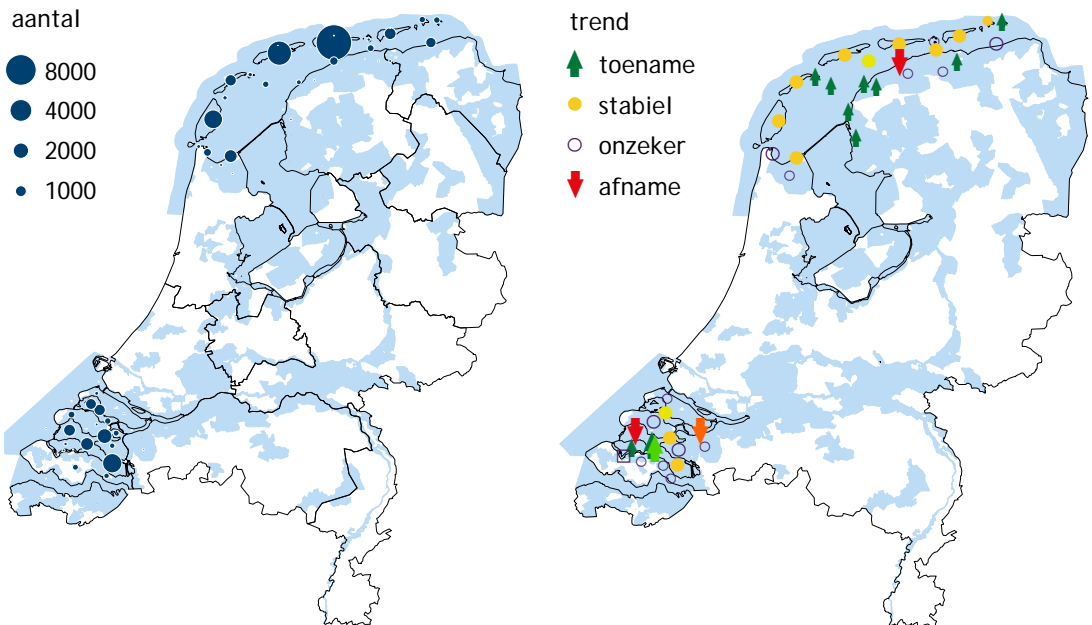 aantal
8000
4000
2000
1000
trend
toename
stabiel
onzeker
afname